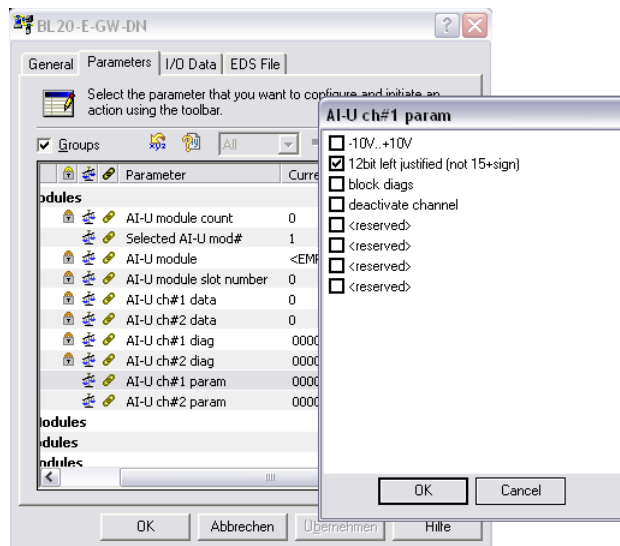 BL20-E-GW-DN
General Parameters I/O Data EDS File
Select the parameter that you want to configure and initiate an
action using the toolbar.
Groups All
Parameter Curre
odules
AI-U module count 0
Selected AI-U mod# 1
AI-U module <EMF
AI-U module slot number 0
AI-U ch#1 data 0
AI-U ch#2 data 0
AI-U ch#1 diag 0000
AI-U ch#2 diag 0000
AI-U ch#1 param 0000
AI-U ch#2 param 0000
lodules
odules
odules
OK Abbrechen Übernehmen Hilfe
AI-U ch#1 param
-10V..+10V
12bit left justified (not 15+sign)
block diags
deactivate channel
<reserved>
<reserved>
<reserved>
<reserved>
OK Cancel